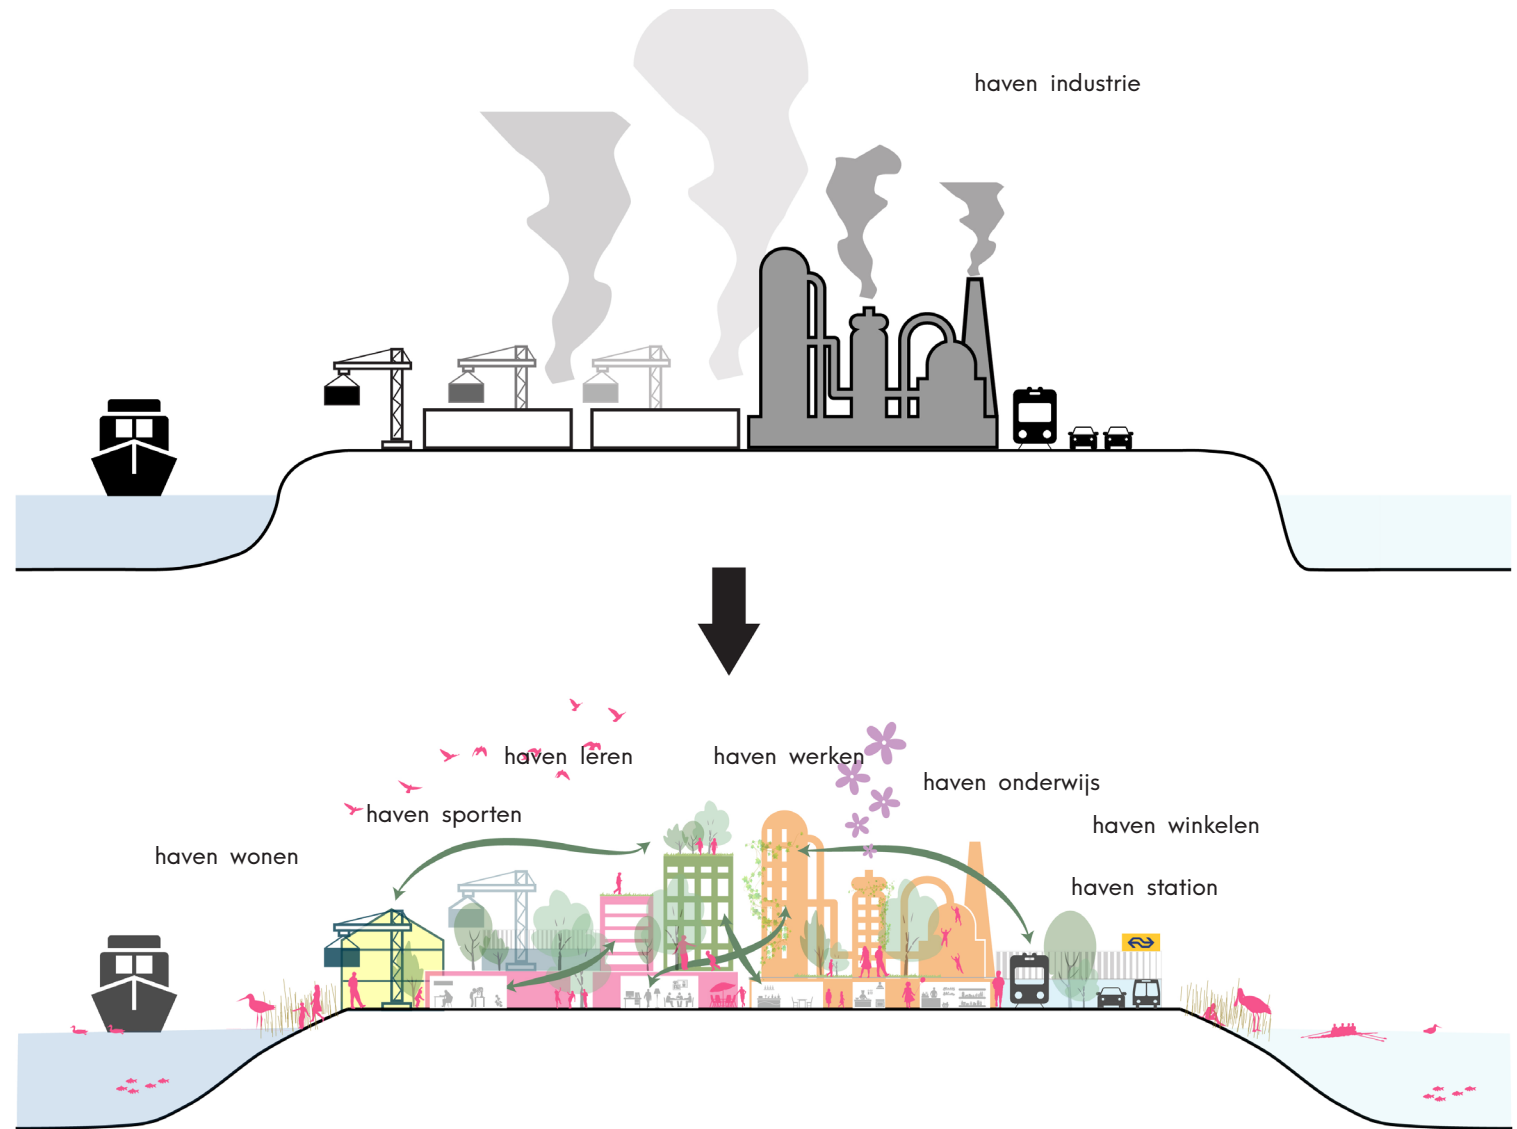 haven industrie
haven leren
haven werken
haven onderwijs
haven sporten
haven winkelen
haven wonen
haven station